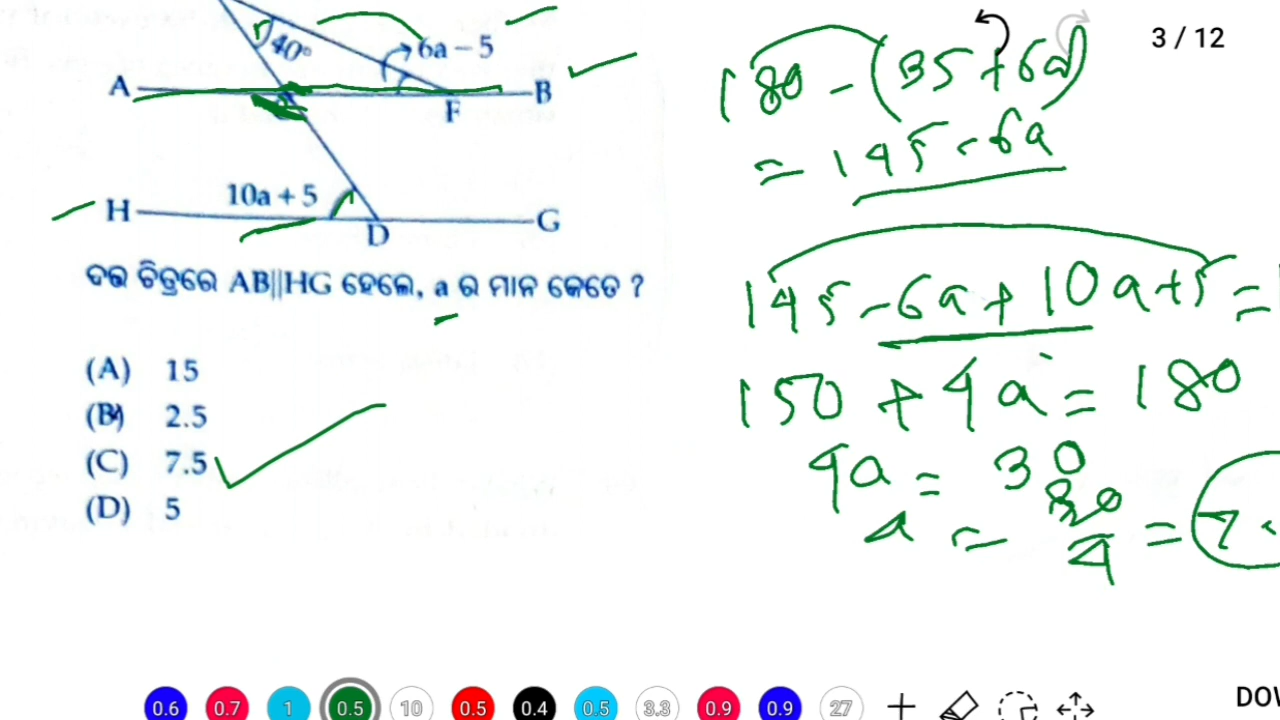 3 / 12
40°
6a – 5
A
F
B
10a + 5
H
D
G
ଦତ୍ତ ଚିତ୍ରରେ AB||HG ହେଲେ, a ର ମାନ କେତେ ?
(A) 15
(B) 2.5
(C) 7.5
(D) 5
180 - (35 + 6a)
= 145 - 6a
145 - 6a + 10a + 5 =
150 + 4a = 180
4a = 30
a = 30/4 = 7.
0.6 0.7 1 0.5 10 0.5 0.4 0.5 3.3 0.9 0.9 27